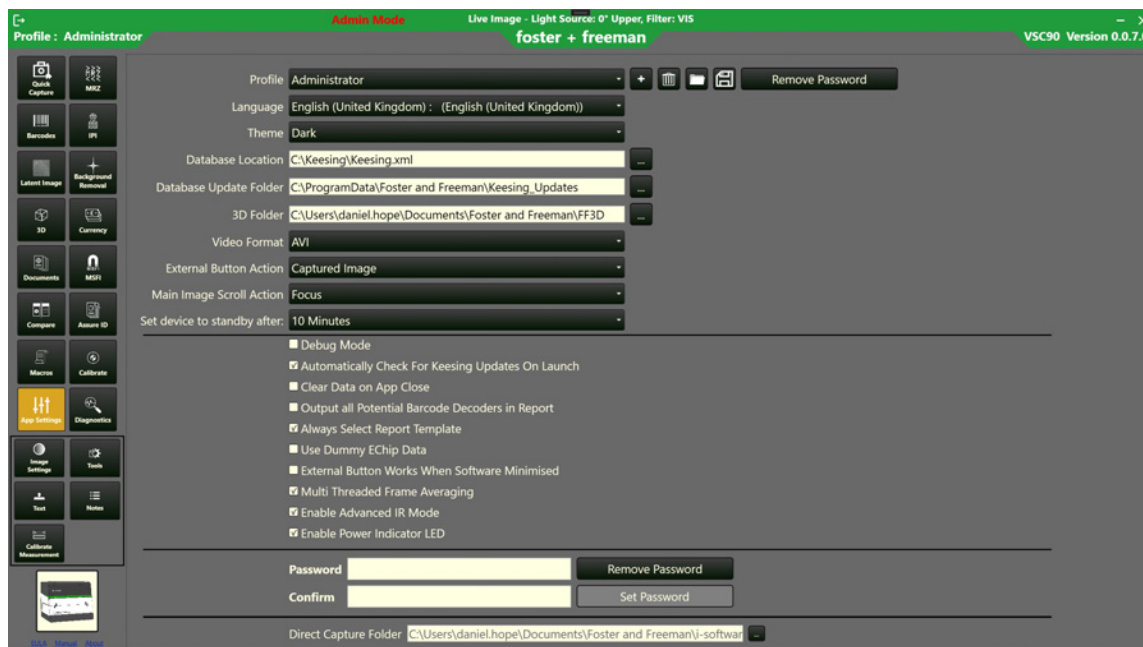 Admin Mode Live Image - Light Source: 0° Upper, Filter: VIS
Profile : Administrator foster + freeman VSC90 Version 0.0.7.
Quick Capture
MRZ
Barcodes
IPI
Latent Image
Background Removal
3D
Currency
Documents
MSFI
Compare
Assure ID
Macros
Calibrate
App Settings
Diagnostics
Image Settings
Tools
Text
Notes
Calibrate Measurement
EULA Manual About
Profile Administrator + Remove Password
Language English (United Kingdom) : (English (United Kingdom))
Theme Dark
Database Location C:\Keesing\Keesing.xml ...
Database Update Folder C:\ProgramData\Foster and Freeman\Keesing_Updates ...
3D Folder C:\Users\daniel.hope\Documents\Foster and Freeman\FF3D ...
Video Format AVI
External Button Action Captured Image
Main Image Scroll Action Focus
Set device to standby after: 10 Minutes
Debug Mode
Automatically Check For Keesing Updates On Launch
Clear Data on App Close
Output all Potential Barcode Decoders in Report
Always Select Report Template
Use Dummy EChip Data
External Button Works When Software Minimised
Multi Threaded Frame Averaging
Enable Advanced IR Mode
Enable Power Indicator LED
Password Remove Password
Confirm Set Password
Direct Capture Folder C:\Users\daniel.hope\Documents\Foster and Freeman\i-softwar ...